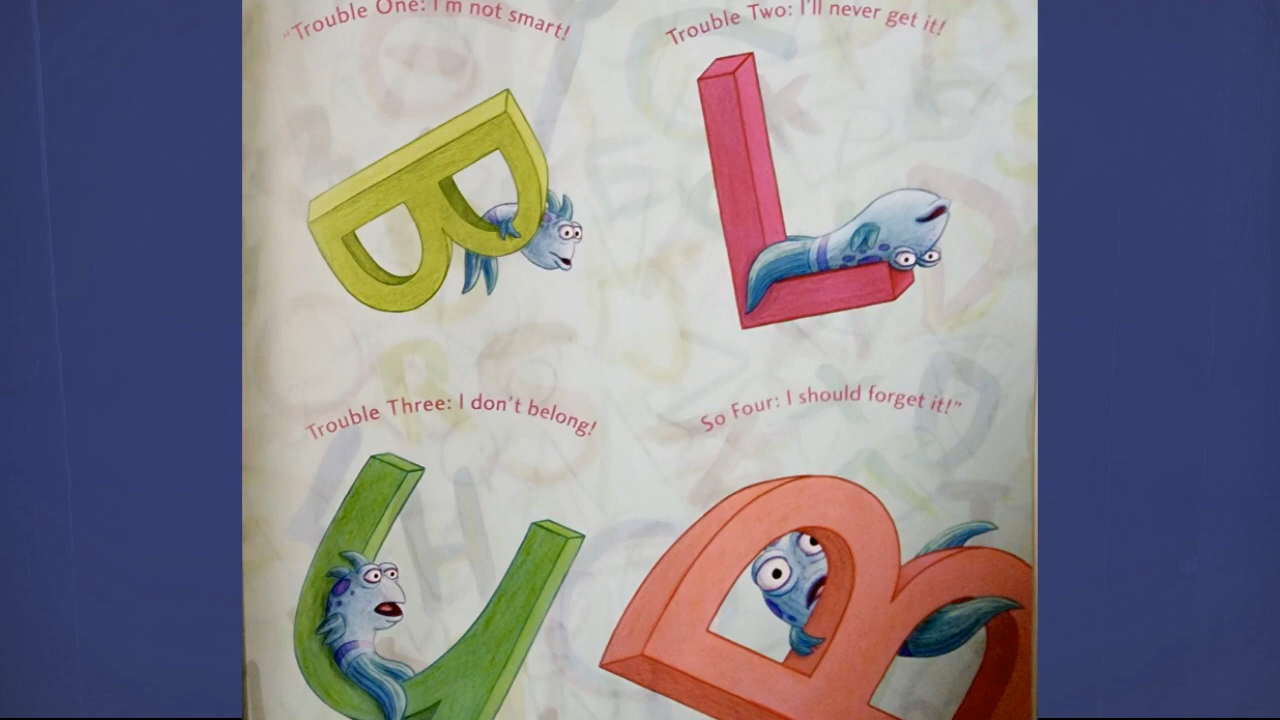 "Trouble One: I'm not smart!
Trouble Two: I'll never get it!
Trouble Three: I don't belong!
So Four: I should forget it!"
B
L
B